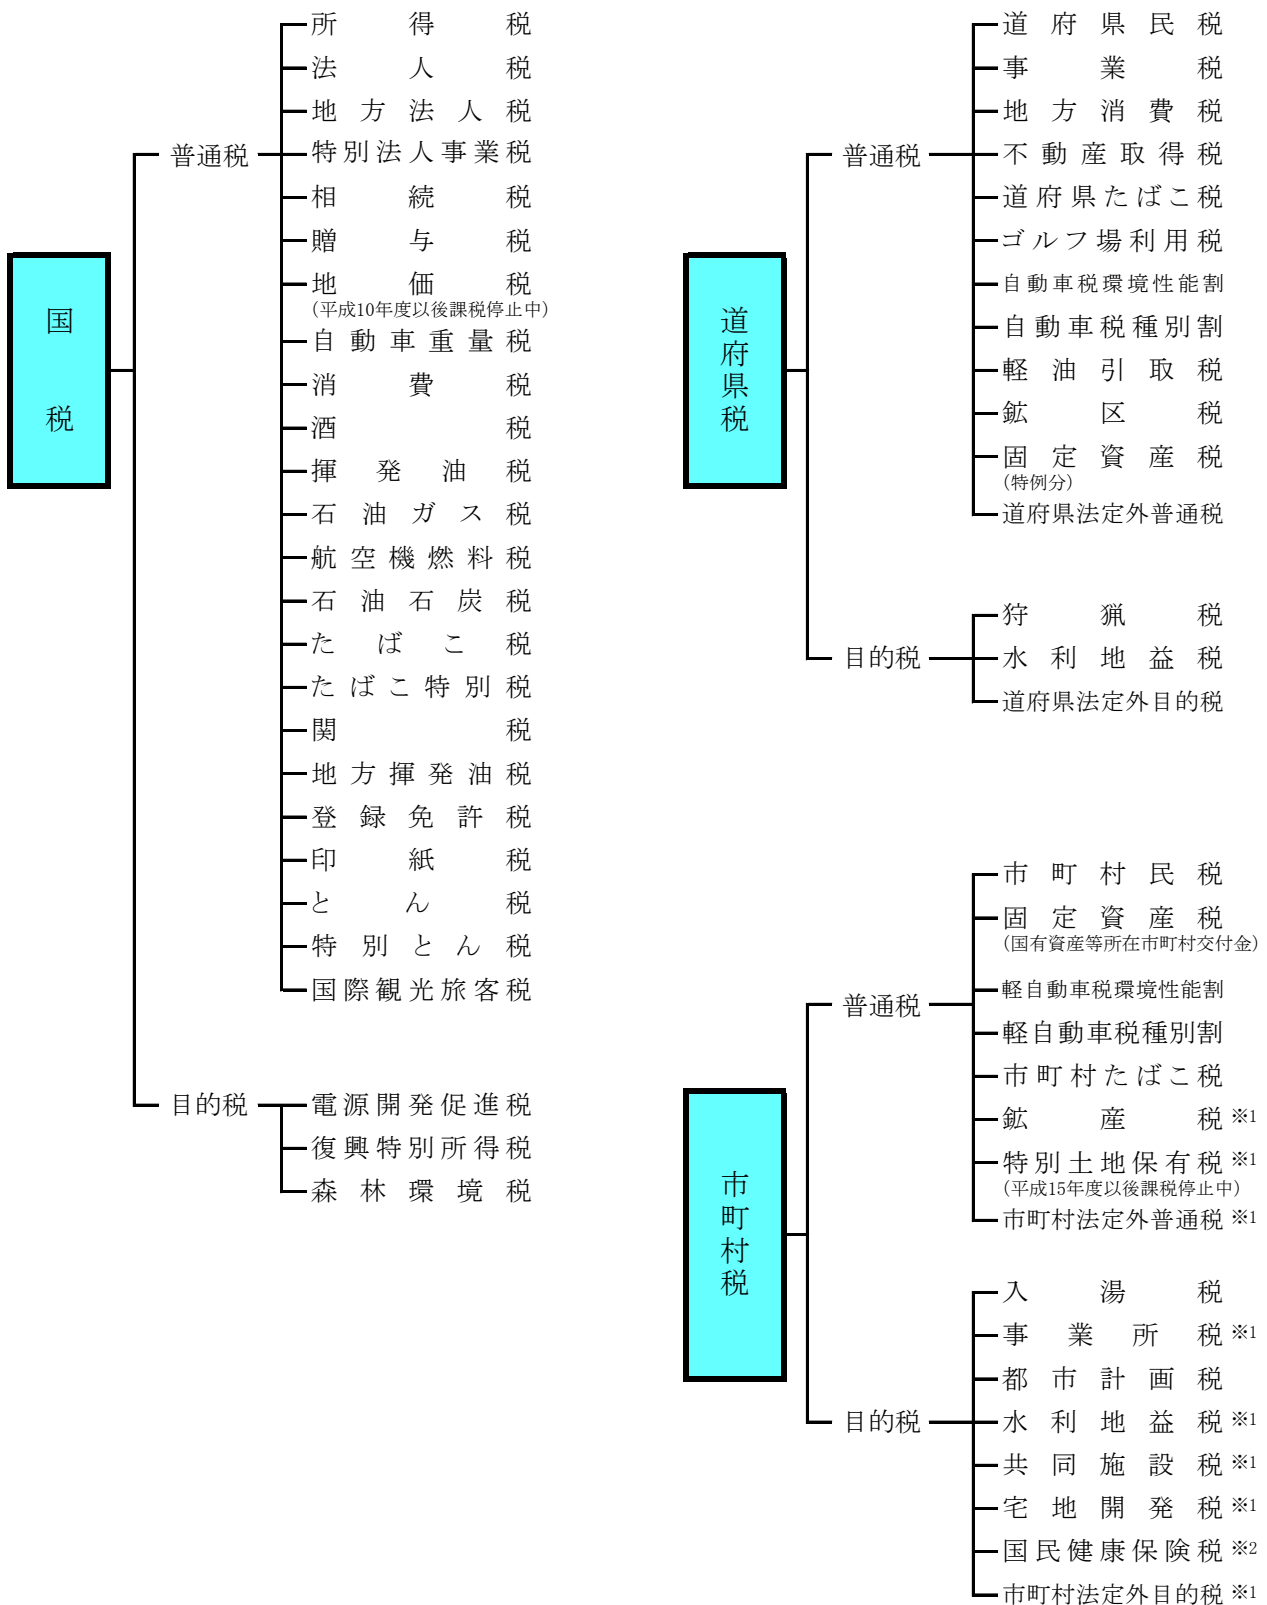 国税
普通税
所得税
法人税
地方法人税
特別法人事業税
相続税
贈与税
地価税
(平成10年度以後課税停止中)
自動車重量税
消費税
酒税
揮発油税
石油ガス税
航空機燃料税
石油石炭税
たばこ税
たばこ特別税
関税
地方揮発油税
登録免許税
印紙税
とん税
特別とん税
国際観光旅客税
目的税
電源開発促進税
復興特別所得税
森林環境税
道府県税
普通税
道府県民税
事業税
地方消費税
不動産取得税
道府県たばこ税
ゴルフ場利用税
自動車税環境性能割
自動車税種別割
軽油引取税
鉱区税
固定資産税
(特例分)
道府県法定外普通税
目的税
狩猟税
水利地益税
道府県法定外目的税
市町村税
普通税
市町村民税
固定資産税
(国有資産等所在市町村交付金)
軽自動車税環境性能割
軽自動車税種別割
市町村たばこ税
鉱産税 ※1
特別土地保有税 ※1
(平成15年度以後課税停止中)
市町村法定外普通税 ※1
目的税
入湯税
事業所税 ※1
都市計画税
水利地益税 ※1
共同施設税 ※1
宅地開発税 ※1
国民健康保険税 ※2
市町村法定外目的税 ※1